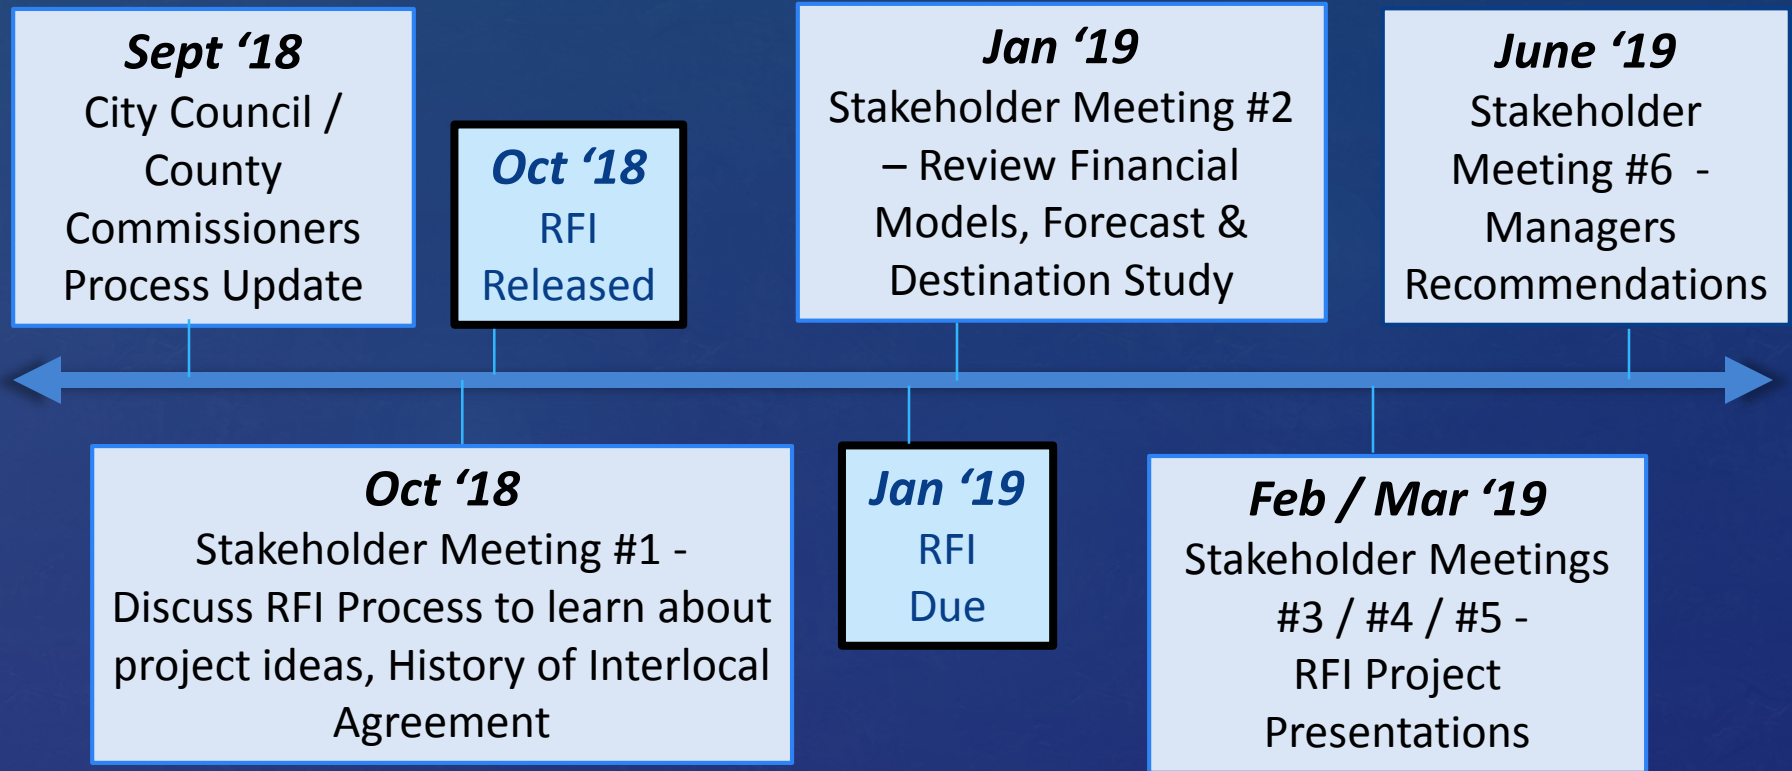 Sept ‘18
City Council /
County
Commissioners
Process Update
Oct ‘18
RFI
Released
Jan ‘19
Stakeholder Meeting #2
– Review Financial
Models, Forecast &
Destination Study
June ‘19
Stakeholder
Meeting #6 -
Managers
Recommendations
Oct ‘18
Stakeholder Meeting #1 -
Discuss RFI Process to learn about
project ideas, History of Interlocal
Agreement
Jan ‘19
RFI
Due
Feb / Mar ‘19
Stakeholder Meetings
#3 / #4 / #5 -
RFI Project
Presentations